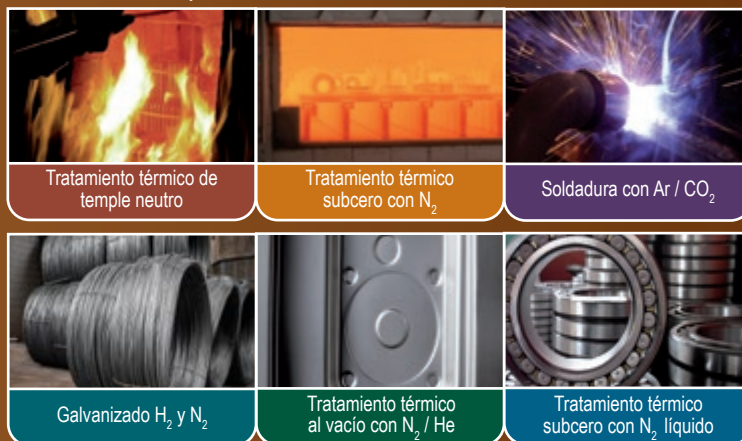 Tratamiento térmico de
temple neutro
Tratamiento térmico
subcero con N₂
Soldadura con Ar / CO₂
Galvanizado H₂ y N₂
Tratamiento térmico
al vacío con N₂ / He
Tratamiento térmico
subcero con N₂ líquido